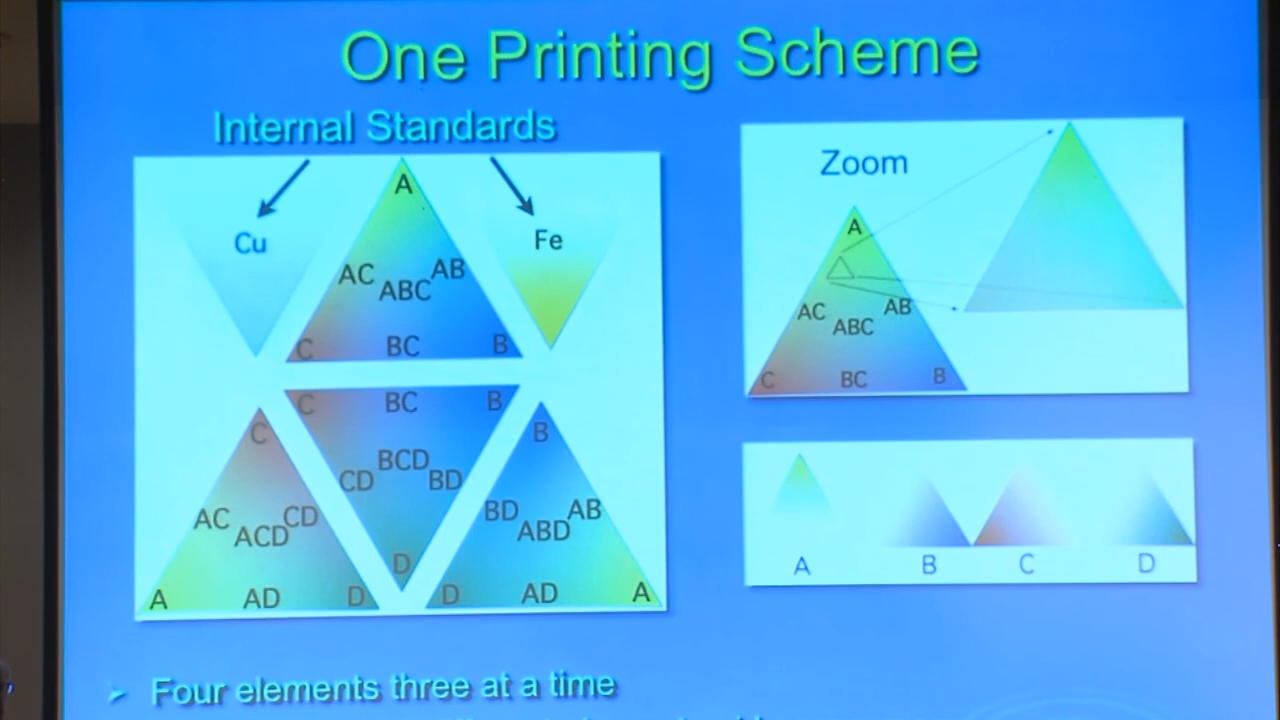 One Printing Scheme
Internal Standards
Cu
Fe
A
AC
AB
ABC
C
BC
B
C
BC
B
BCD
CD
BD
D
C
AC
CD
ACD
A
AD
D
B
BD
AB
ABD
D
AD
A
Zoom
A
AC
AB
ABC
C
BC
B
A
B
C
D
Four elements three at a time